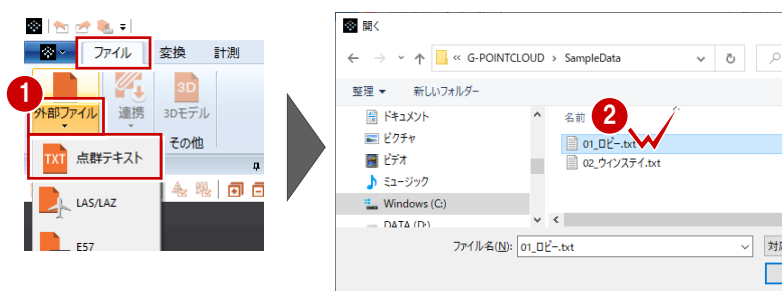 ファイル 変換 計測
1
外部ファイル 連携 3Dモデル
3D
その他
TXT 点群テキスト
LAS/LAZ
E57
開く
« G-POINTCLOUD › SampleData
整理 新しいフォルダー
ドキュメント
ピクチャ
ビデオ
ミュージック
Windows (C:)
DATA (D:)
名前
2
01_ロビー.txt
02_ウィンステイ.txt
ファイル名(N): 01_ロビー.txt